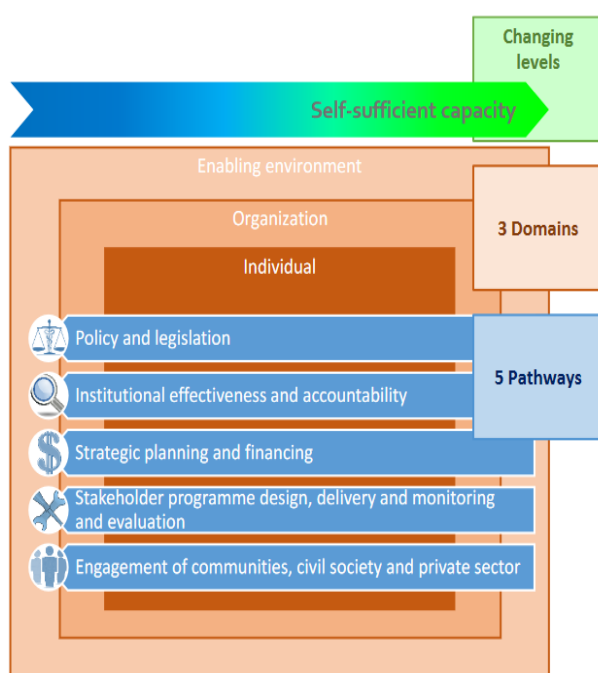 Changing
levels
Self-sufficient capacity
Enabling environment
Organization
3 Domains
Individual
Policy and legislation
5 Pathways
Institutional effectiveness and accountability
Strategic planning and financing
Stakeholder programme design, delivery and monitoring
and evaluation
Engagement of communities, civil society and private sector